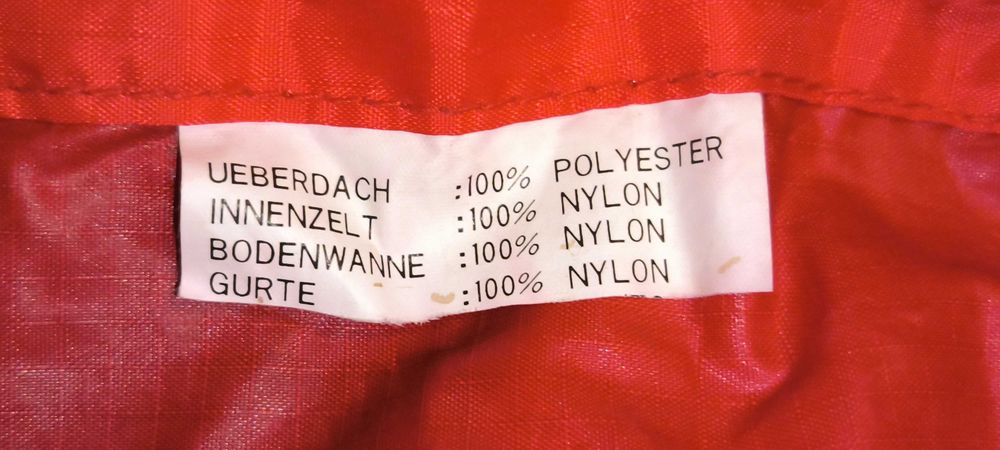 UEBERDACH :100% POLYESTER
INNENZELT :100% NYLON
BODENWANNE :100% NYLON
GURTE :100% NYLON